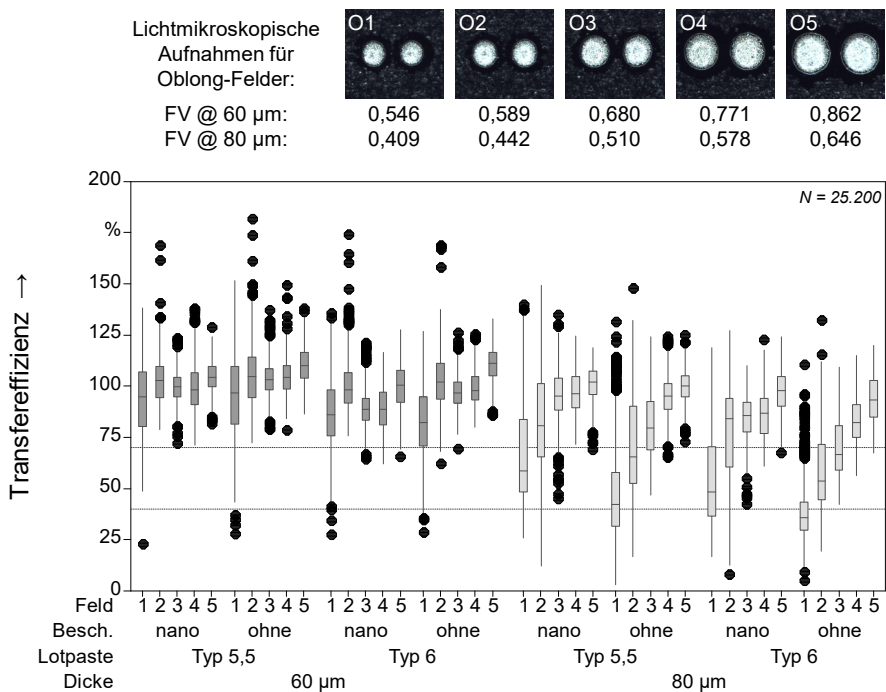 Lichtmikroskopische
Aufnahmen für
Oblong-Felder:
O1 O2 O3 O4 O5
FV @ 60 µm: 0,546 0,589 0,680 0,771 0,862
FV @ 80 µm: 0,409 0,442 0,510 0,578 0,646
Transfereffizienz →
N = 25.200
200
%
150
125
100
75
50
25
0
Feld 1 2 3 4 5 1 2 3 4 5 1 2 3 4 5 1 2 3 4 5 1 2 3 4 5 1 2 3 4 5 1 2 3 4 5 1 2 3 4 5
Besch. nano ohne nano ohne nano ohne nano ohne
Lotpaste Typ 5,5 Typ 6 Typ 5,5 Typ 6
Dicke 60 µm 80 µm